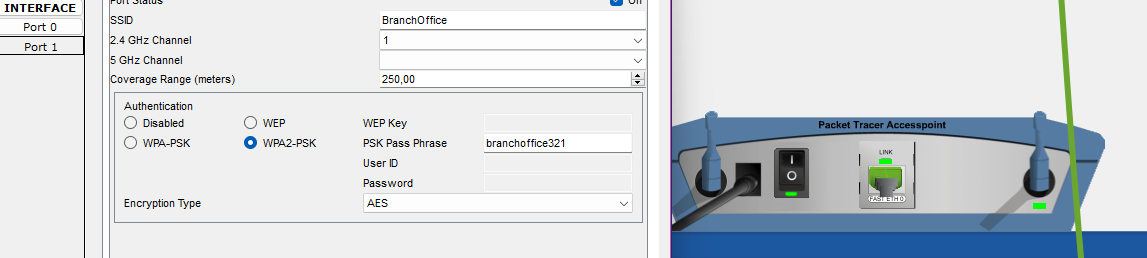 INTERFACE
Port 0
Port 1
Port Status
On
SSID
BranchOffice
2.4 GHz Channel
1
5 GHz Channel
Coverage Range (meters)
250,00
Authentication
Disabled
WEP
WEP Key
WPA-PSK
WPA2-PSK
PSK Pass Phrase
branchoffice321
User ID
Password
Encryption Type
AES
Packet Tracer Accesspoint
LINK
FAST ETH 0